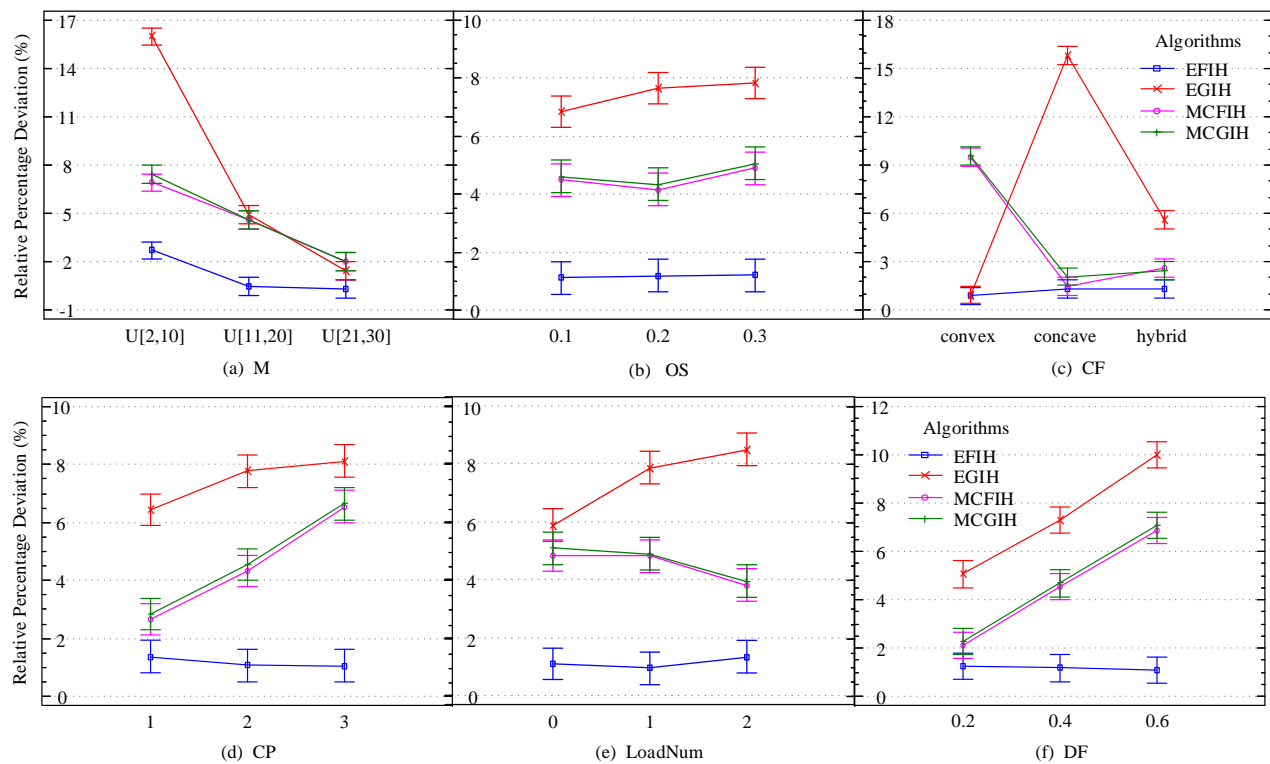 Relative Percentage Deviation (%)
17
14
11
8
5
2
-1
U[2,10] U[11,20] U[21,30]
(a) M
10
8
6
4
2
0
0.1 0.2 0.3
(b) OS
18
15
12
9
6
3
0
Algorithms
EFIH
EGIH
MCFIH
MCGIH
convex concave hybrid
(c) CF
Relative Percentage Deviation (%)
10
8
6
4
2
0
1 2 3
(d) CP
10
8
6
4
2
0
0 1 2
(e) LoadNum
12
10
8
6
4
2
0
Algorithms
EFIH
EGIH
MCFIH
MCGIH
0.2 0.4 0.6
(f) DF